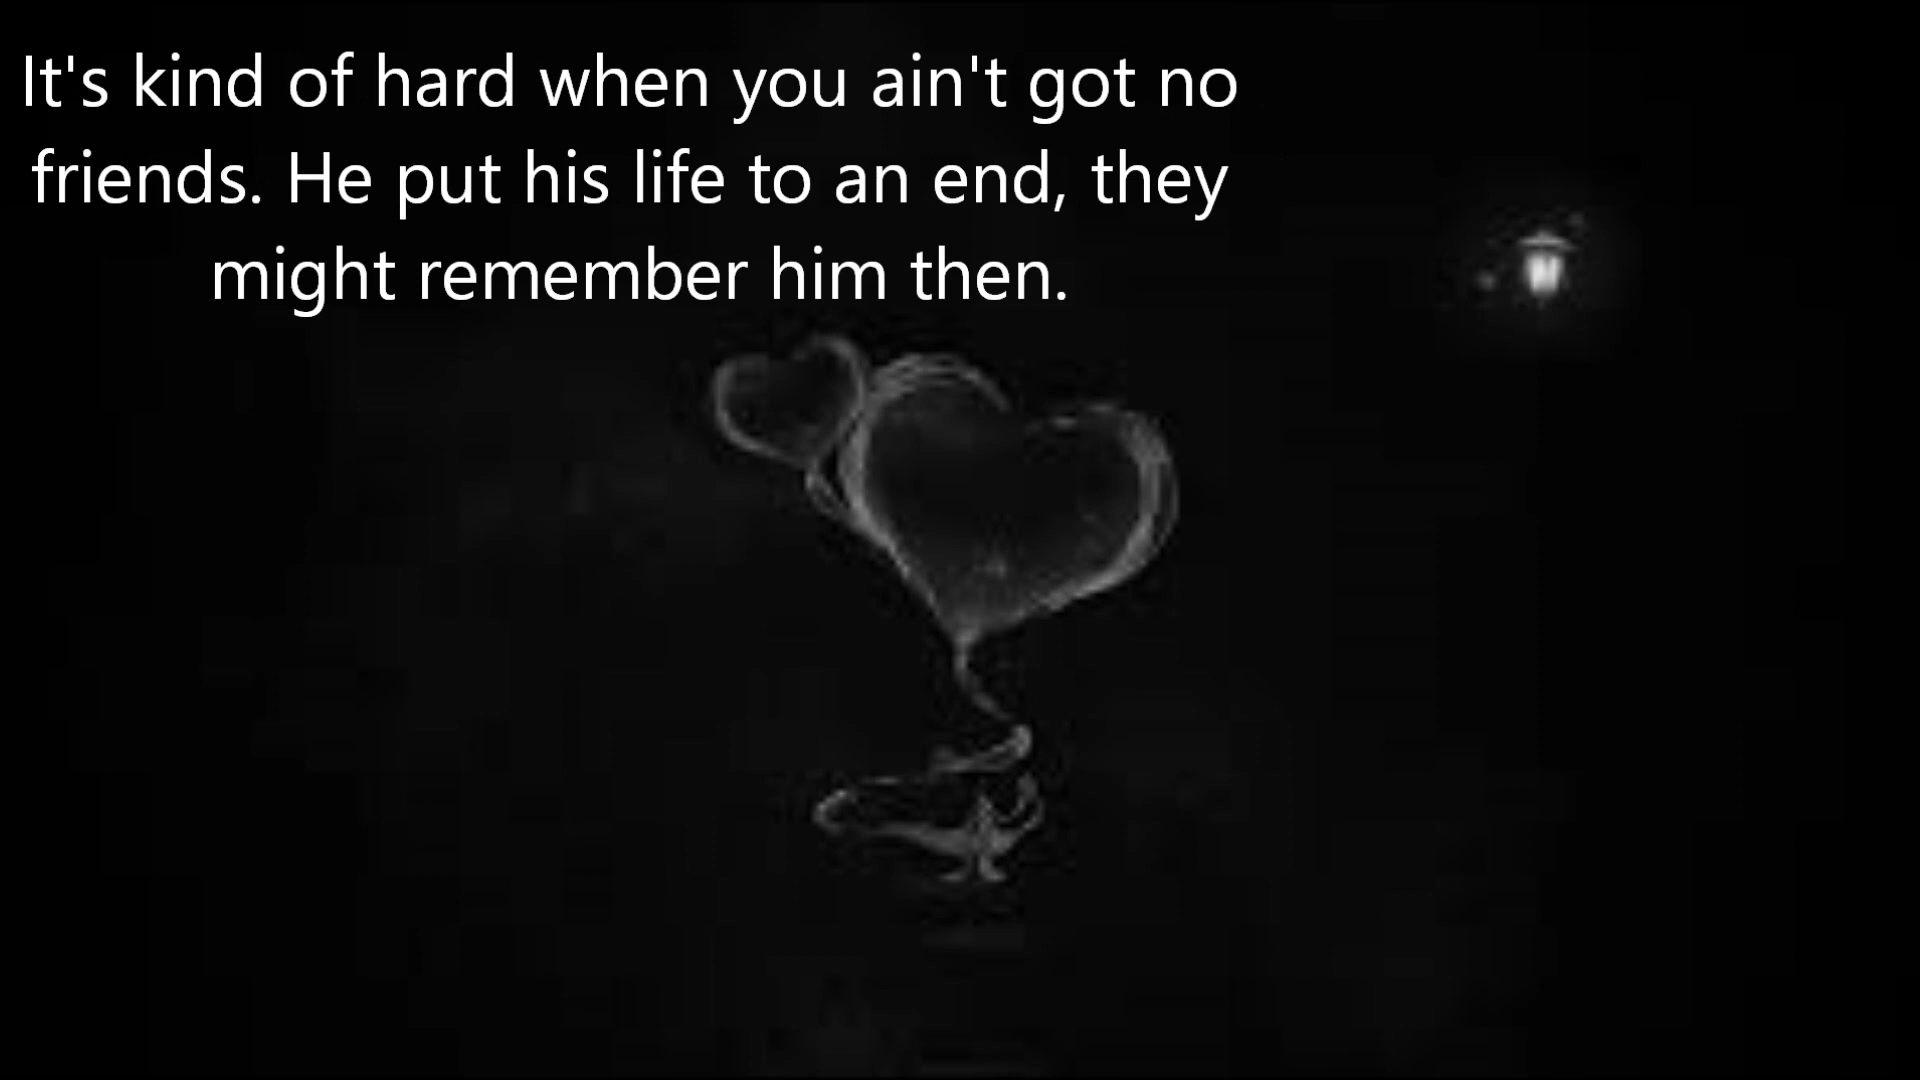 It's kind of hard when you ain't got no
friends. He put his life to an end, they
might remember him then.